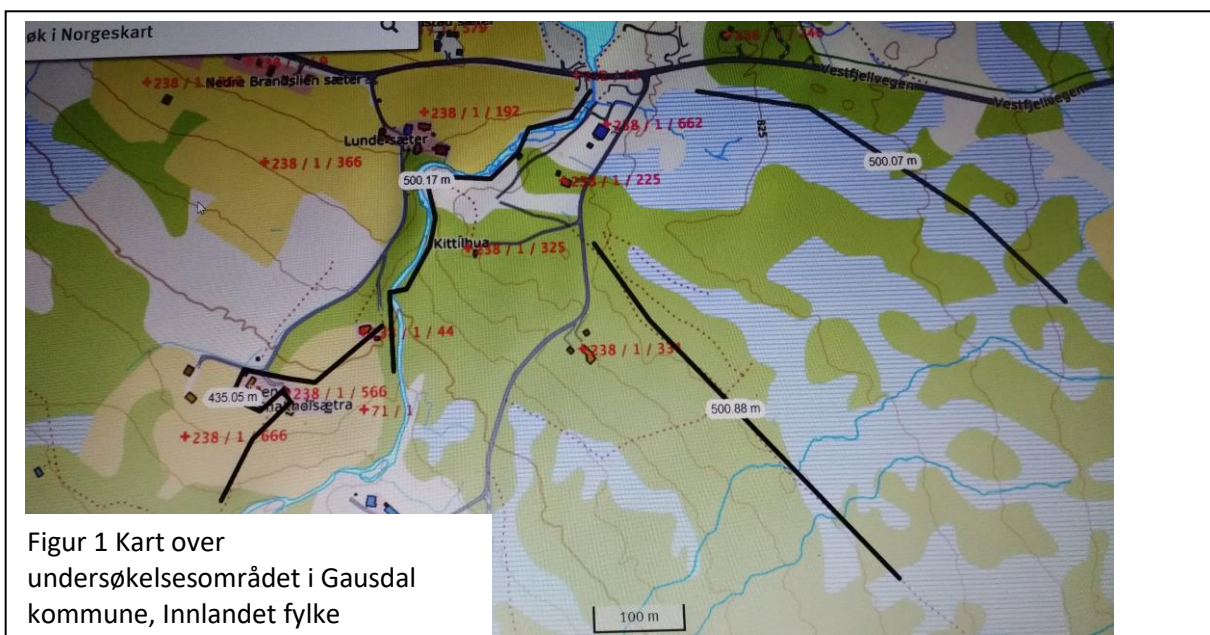 øk i Norgeskart
Nedre Brandslien sæter
+238 / 1 / 192
+238 / 1 / 662
Vestfjellvegen
Vestfjellvegen
825
Lunde sæter
+238 / 1 / 366
500.17 m
+238 / 1 / 225
500.07 m
Kittilhua
+238 / 1 / 325
/ 1 / 44
+238 / 1 / 331
435.05 m
238 / 1 / 566
+71 / 1
500.88 m
+238 / 1 / 666
100 m
Figur 1 Kart over
undersøkelsesområdet i Gausdal
kommune, Innlandet fylke